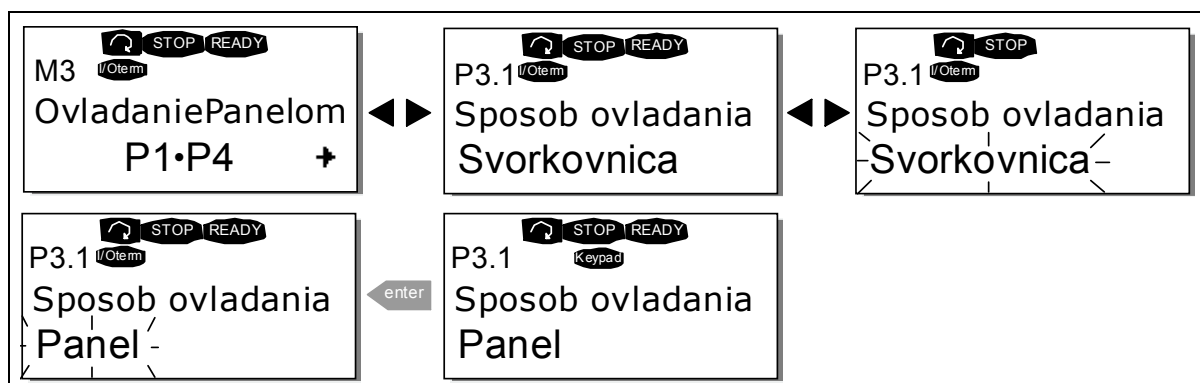 STOP READY
M3 I/Oterm
OvladaniePanelom
P1•P4
STOP READY
P3.1 I/Oterm
Sposob ovladania
Svorkovnica
STOP
P3.1 I/Oterm
Sposob ovladania
Svorkovnica
STOP READY
P3.1 I/Oterm
Sposob ovladania
Panel
enter
STOP READY
P3.1 Keypad
Sposob ovladania
Panel